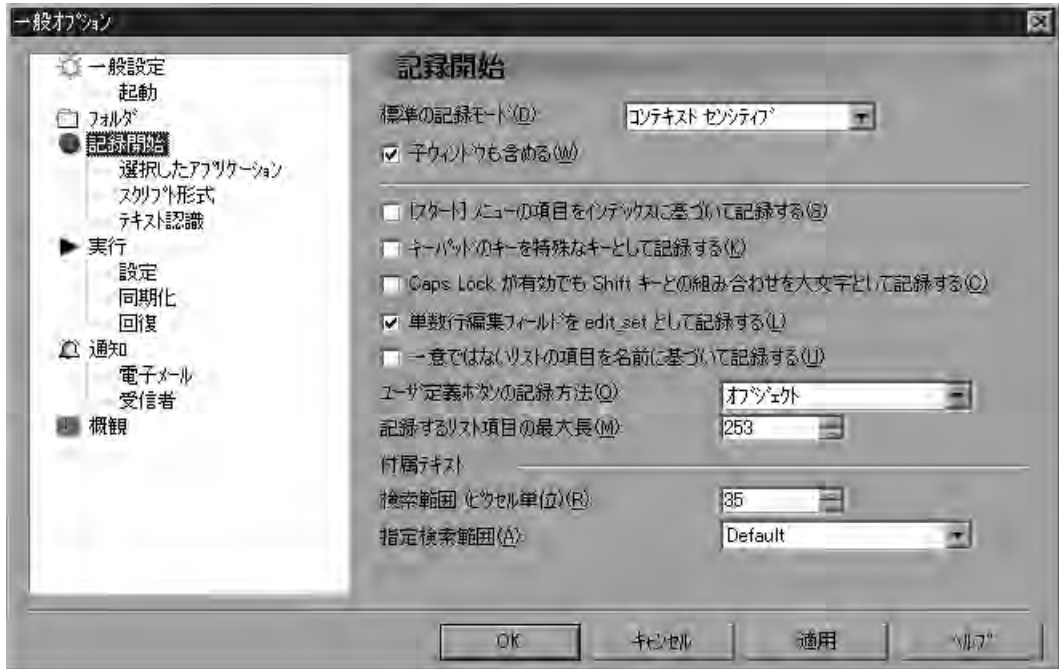 一般ｵﾌﾟｼｮﾝ
一般設定
起動
ﾌｫﾙﾀﾞ
記録開始
選択したｱﾌﾟﾘｹｰｼｮﾝ
ｽｸﾘﾌﾟﾄ形式
ﾃｷｽﾄ認識
実行
設定
同期化
回復
通知
電子ﾒｰﾙ
受信者
概観
記録開始
標準の記録ﾓｰﾄﾞ(D): ｺﾝﾃｷｽﾄ ｾﾝｼﾃｨﾌﾞ
子ｳｨﾝﾄﾞｳも含める(W)
[ｽﾀｰﾄ] ﾒﾆｭｰの項目をｲﾝﾃﾞｯｸｽに基づいて記録する(S)
ｷｰﾊﾟｯﾄﾞのｷｰを特殊なｷｰとして記録する(K)
Caps Lock が有効でも Shift ｷｰとの組み合わせを大文字として記録する(C)
単数行編集ﾌｨｰﾙﾄﾞを edit_set として記録する(L)
一意ではないﾘｽﾄの項目を名前に基づいて記録する(U)
ﾕｰｻﾞ定義ﾎﾞﾀﾝの記録方法(O): ｵﾌﾞｼﾞｪｸﾄ
記録するﾘｽﾄ項目の最大長(M): 253
付属ﾃｷｽﾄ
検索範囲 (ﾋﾟｸｾﾙ単位)(R): 35
指定検索範囲(A): Default
OK ｷｬﾝｾﾙ 適用 ﾍﾙﾌﾟ